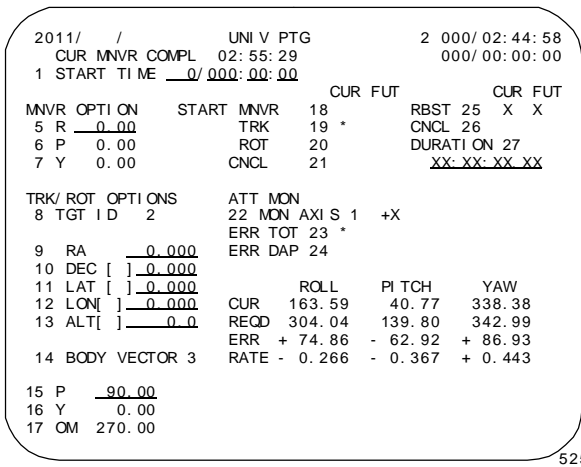 2011/ / UNIV PTG 2 000/02:44:58
CUR MNVR COMPL 02:55:29 000/00:00:00
1 START TIME 0/000:00:00
CUR FUT CUR FUT
MNVR OPTION START MNVR 18 RBST 25 X X
5 R 0.00 TRK 19 * CNCL 26
6 P 0.00 ROT 20 DURATION 27
7 Y 0.00 CNCL 21 XX:XX:XX.XX
TRK/ROT OPTIONS ATT MON
8 TGT ID 2 22 MON AXIS 1 +X
ERR TOT 23 *
9 RA 0.000 ERR DAP 24
10 DEC [ ] 0.000
11 LAT [ ] 0.000 ROLL PITCH YAW
12 LON[ ] 0.000 CUR 163.59 40.77 338.38
13 ALT[ ] 0.0 REQD 304.04 139.80 342.99
ERR + 74.86 - 62.92 + 86.93
14 BODY VECTOR 3 RATE - 0.266 - 0.367 + 0.443
15 P 90.00
16 Y 0.00
17 OM 270.00